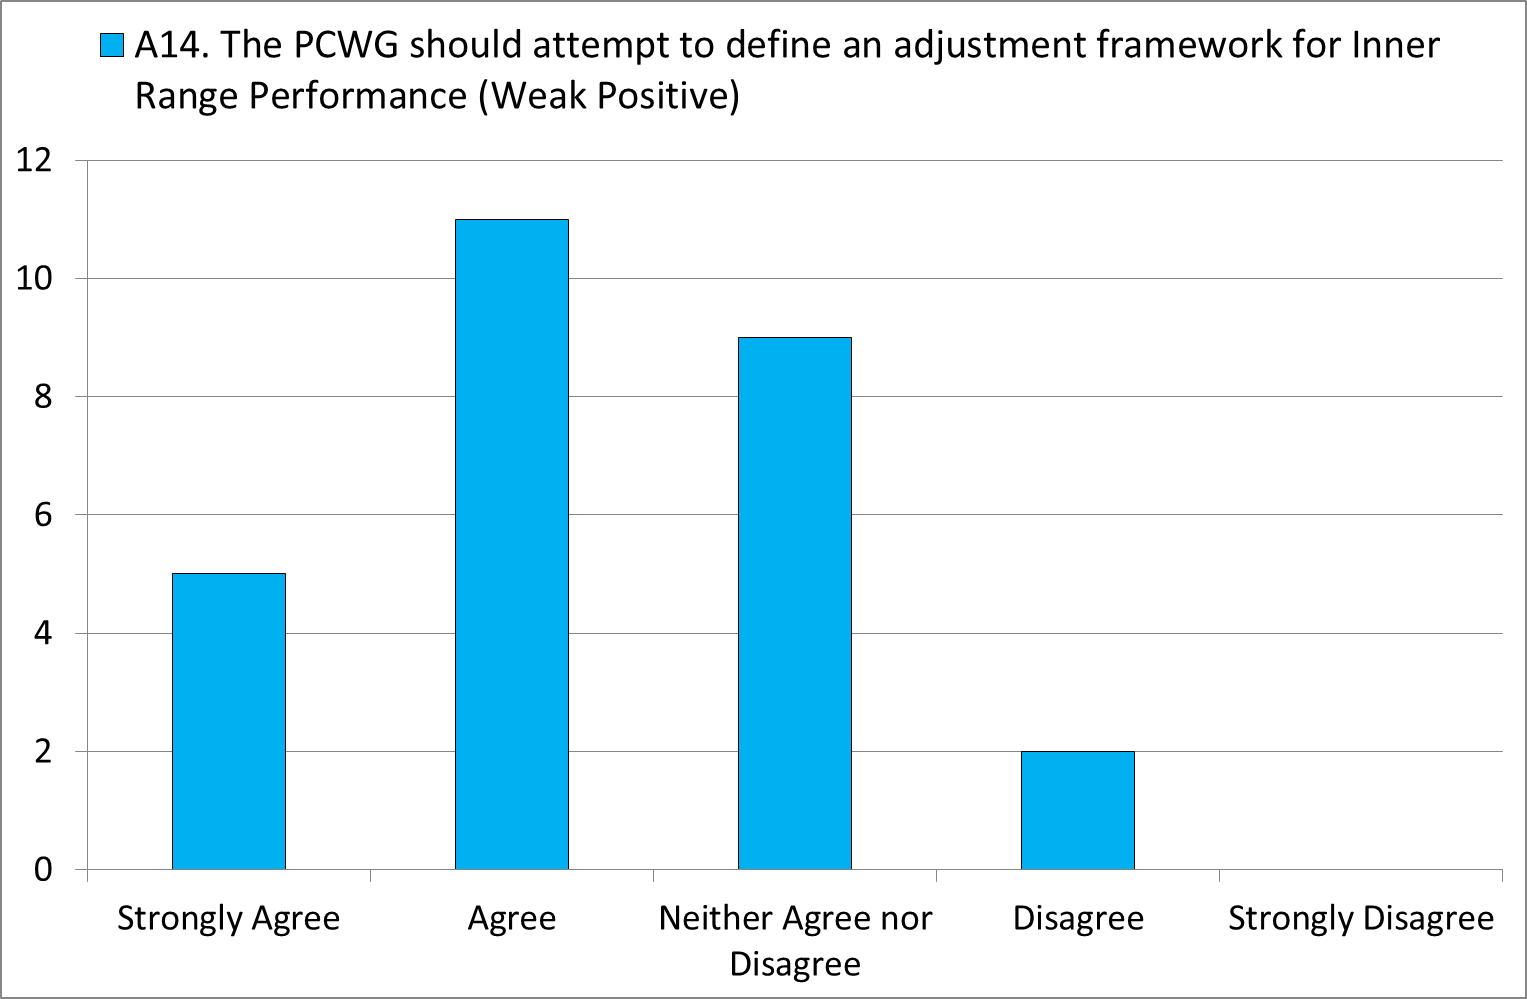 A14. The PCWG should attempt to define an adjustment framework for Inner
Range Performance (Weak Positive)
12
10
8
6
4
2
0
Strongly Agree
Agree
Neither Agree nor
Disagree
Disagree
Strongly Disagree